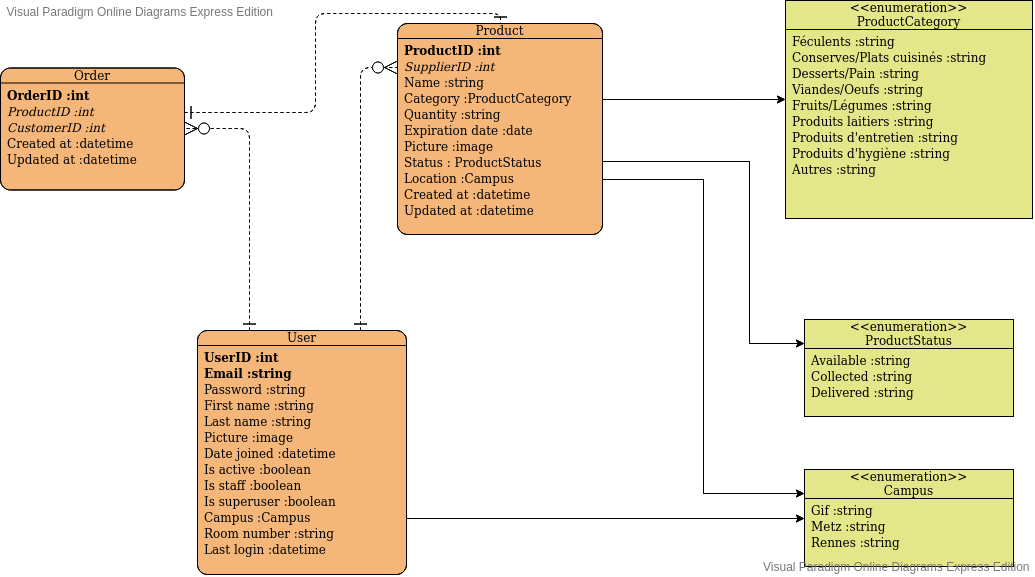 Visual Paradigm Online Diagrams Express Edition
Order
OrderID :int
ProductID :int
CustomerID :int
Created at :datetime
Updated at :datetime
Product
ProductID :int
SupplierID :int
Name :string
Category :ProductCategory
Quantity :string
Expiration date :date
Picture :image
Status : ProductStatus
Location :Campus
Created at :datetime
Updated at :datetime
<<enumeration>>
ProductCategory
Féculents :string
Conserves/Plats cuisinés :string
Desserts/Pain :string
Viandes/Oeufs :string
Fruits/Légumes :string
Produits laitiers :string
Produits d'entretien :string
Produits d'hygiène :string
Autres :string
User
UserID :int
Email :string
Password :string
First name :string
Last name :string
Picture :image
Date joined :datetime
Is active :boolean
Is staff :boolean
Is superuser :boolean
Campus :Campus
Room number :string
Last login :datetime
<<enumeration>>
ProductStatus
Available :string
Collected :string
Delivered :string
<<enumeration>>
Campus
Gif :string
Metz :string
Rennes :string
Visual Paradigm Online Diagrams Express Edition